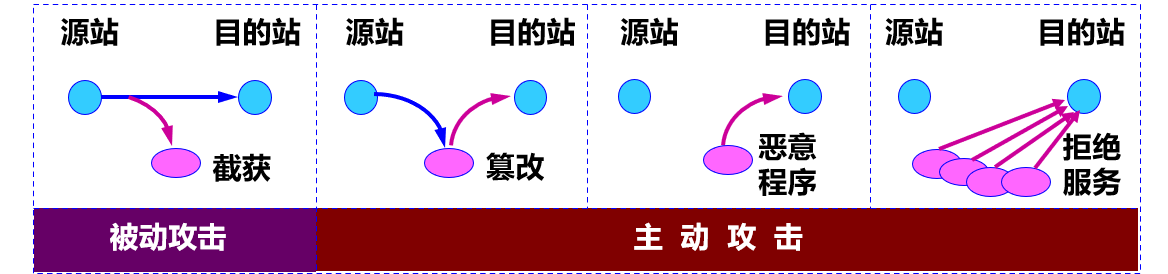 源站 目的站
截获
源站 目的站
篡改
源站 目的站
恶意
程序
源站 目的站
拒绝
服务
被动攻击
主 动 攻 击